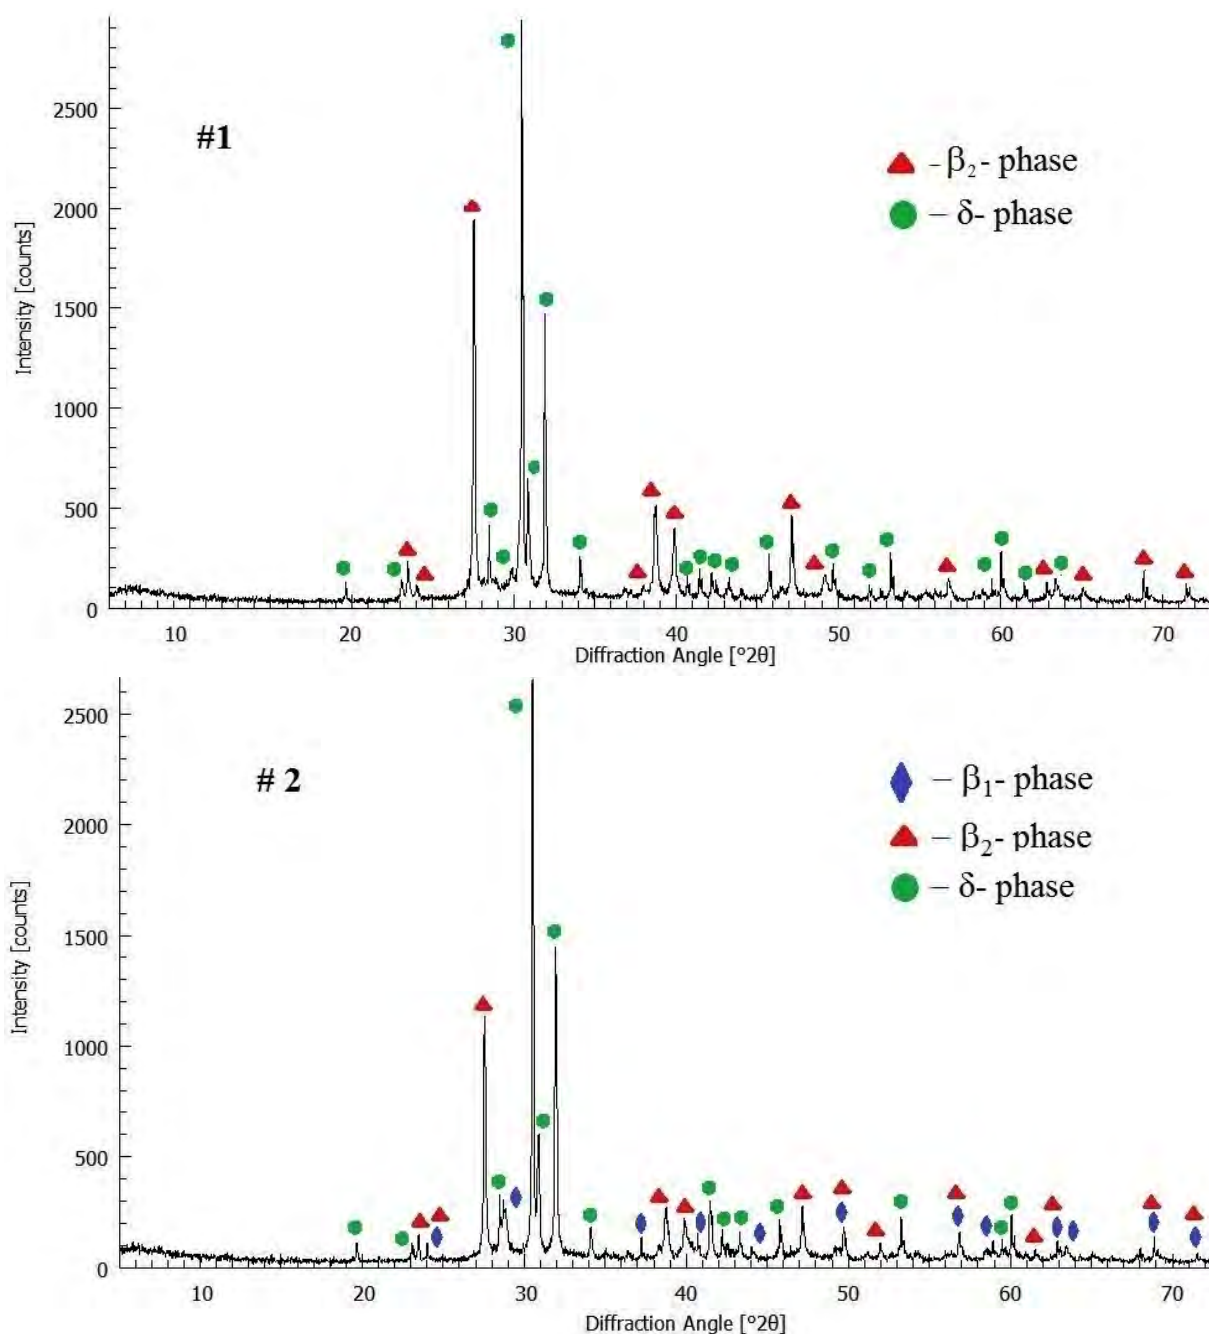 2500
#1
- β₂- phase
2000
– δ- phase
Intensity [counts]
1500
1000
500
0
10 20 30 40 50 60 70
Diffraction Angle [°2θ]
2500
# 2
– β₁- phase
2000
– β₂- phase
– δ- phase
Intensity [counts]
1500
1000
500
0
10 20 30 40 50 60 70
Diffraction Angle [°2θ]